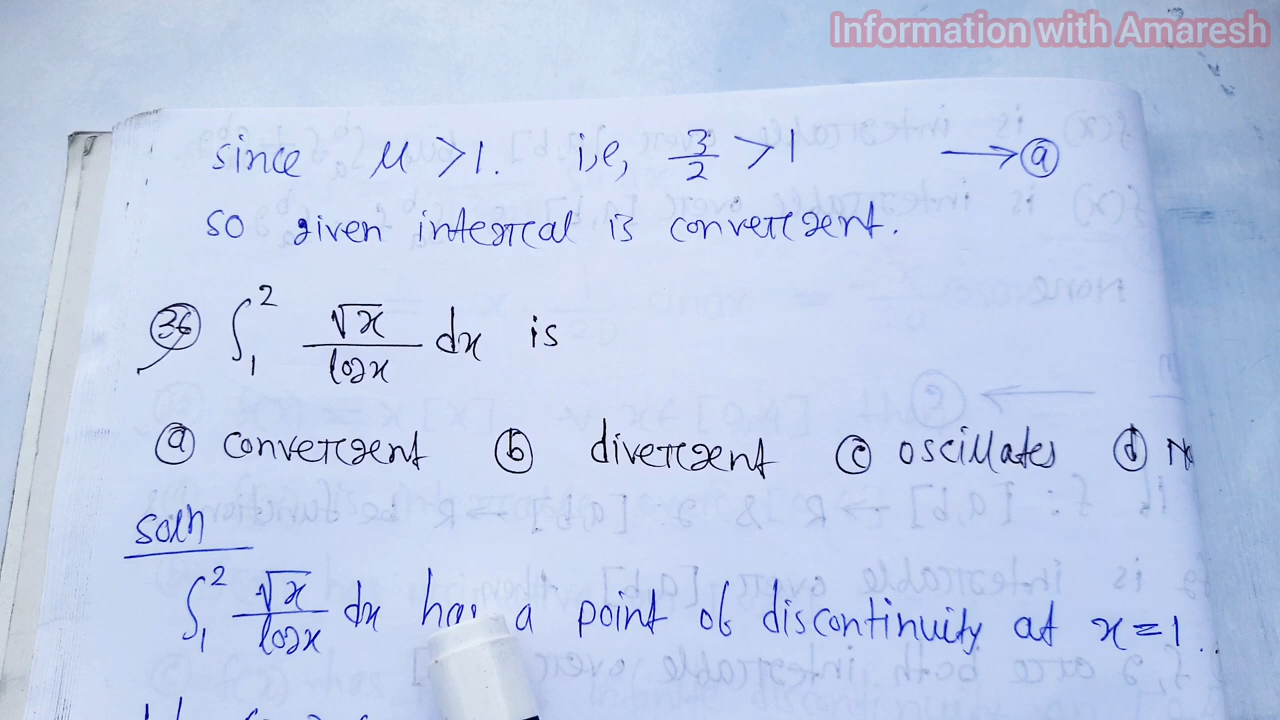 Information with Amaresh
since μ > 1. i,e, 3/2 > 1 → ⓐ
so given integral is convergent.
㊱ ∫₁² √x/logx dx is
ⓐ convergent ⓑ divergent ⓒ oscillates ⓓ
soln
∫₁² √x/logx dx has a point of discontinuity at x = 1 ..